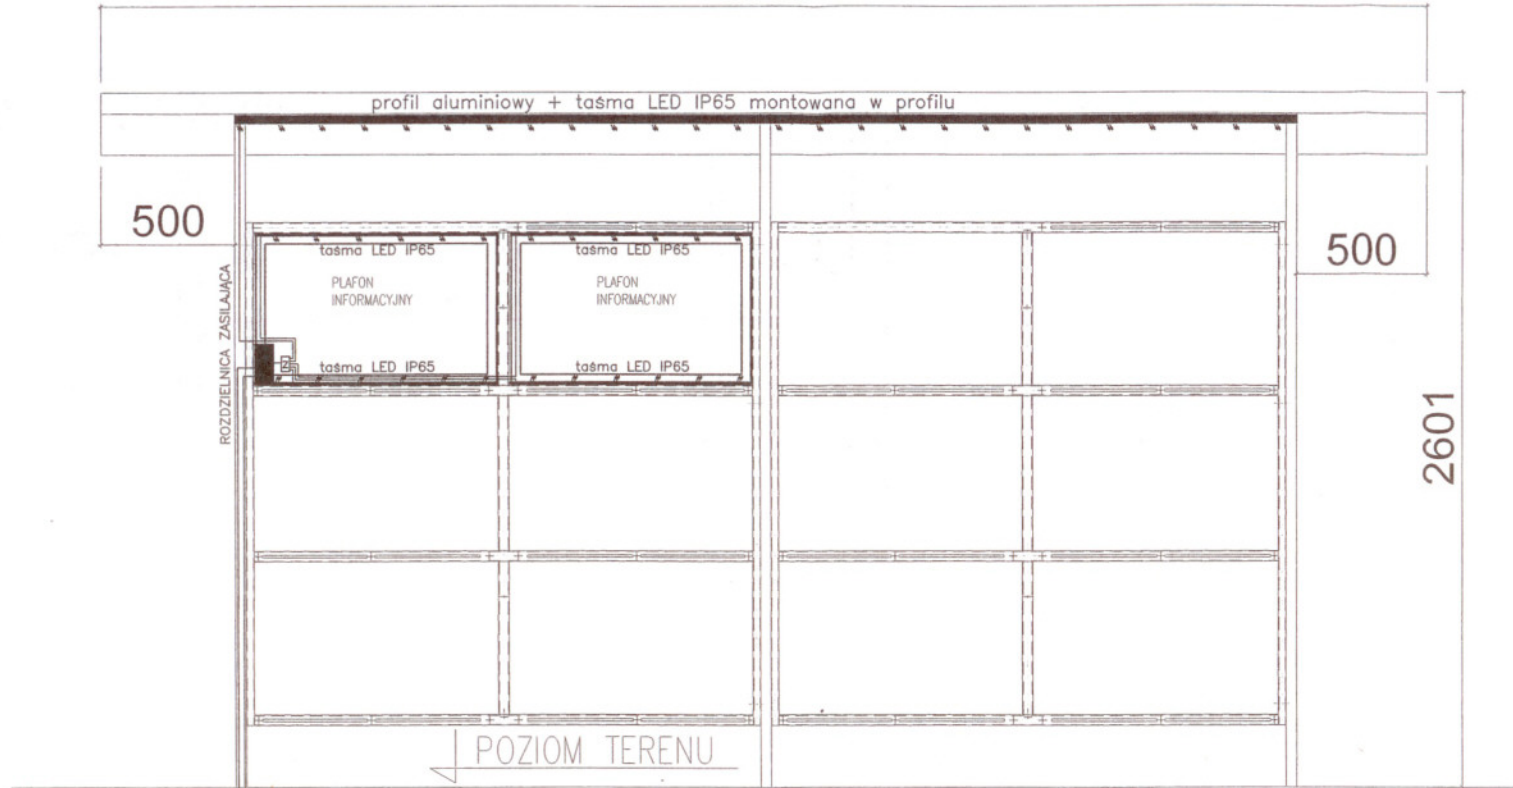 profil aluminiowy + taśma LED IP65 montowana w profilu
500
500
taśma LED IP65
taśma LED IP65
PLAFON
INFORMACYJNY
PLAFON
INFORMACYJNY
ROZDZIELNICA ZASILAJĄCA
Z
taśma LED IP65
taśma LED IP65
2601
POZIOM TERENU